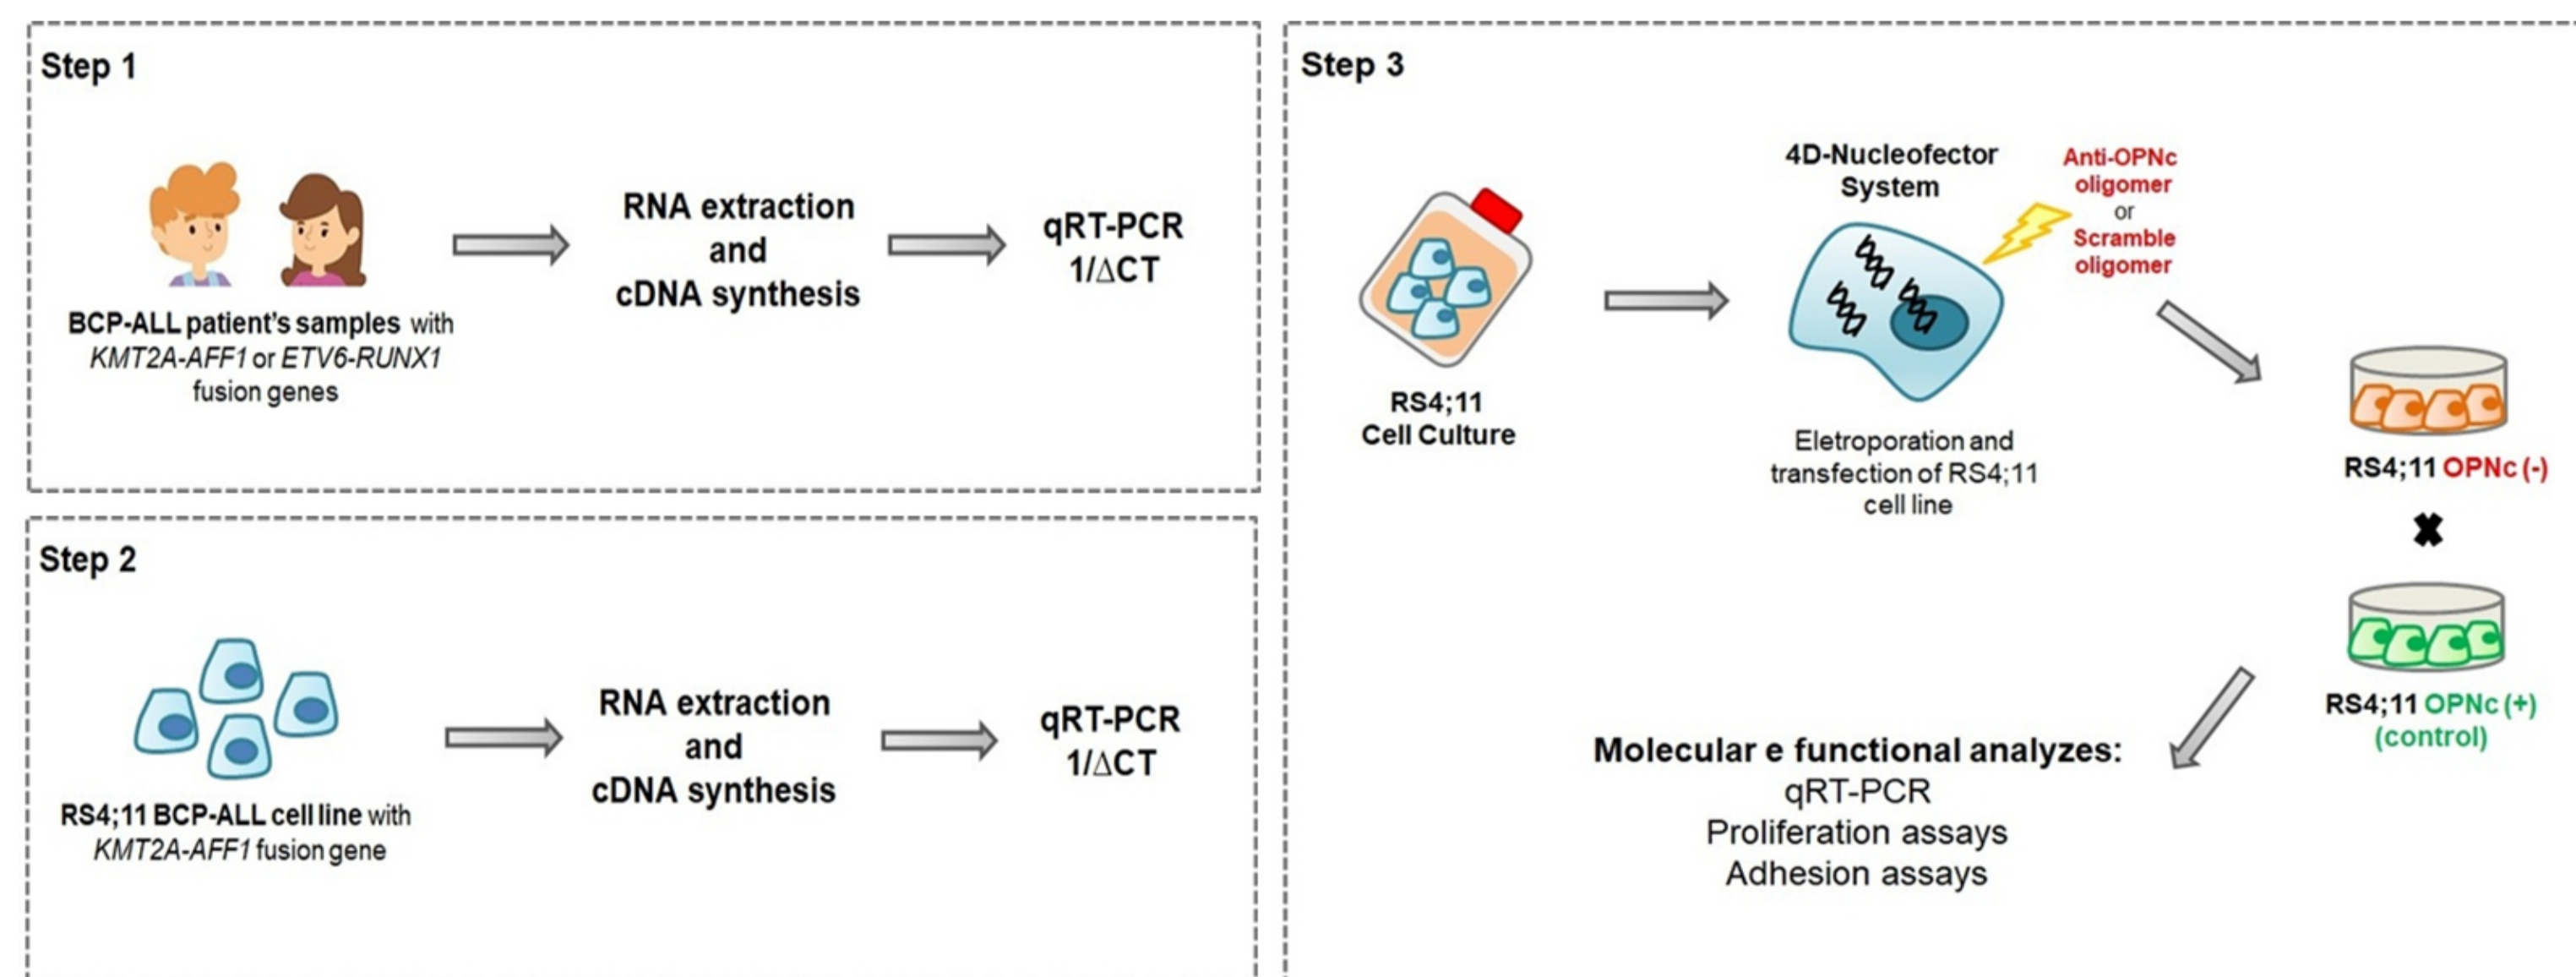 Step 1
BCP-ALL patient's samples with
KMT2A-AFF1 or ETV6-RUNX1
fusion genes
RNA extraction
and
cDNA synthesis
qRT-PCR
1/ΔCT
Step 2
RS4;11 BCP-ALL cell line with
KMT2A-AFF1 fusion gene
RNA extraction
and
cDNA synthesis
qRT-PCR
1/ΔCT
Step 3
RS4;11
Cell Culture
4D-Nucleofector
System
Anti-OPNc
oligomer
or
Scramble
oligomer
Eletroporation and
transfection of RS4;11
cell line
RS4;11 OPNc (-)
RS4;11 OPNc (+)
(control)
Molecular e functional analyzes:
qRT-PCR
Proliferation assays
Adhesion assays